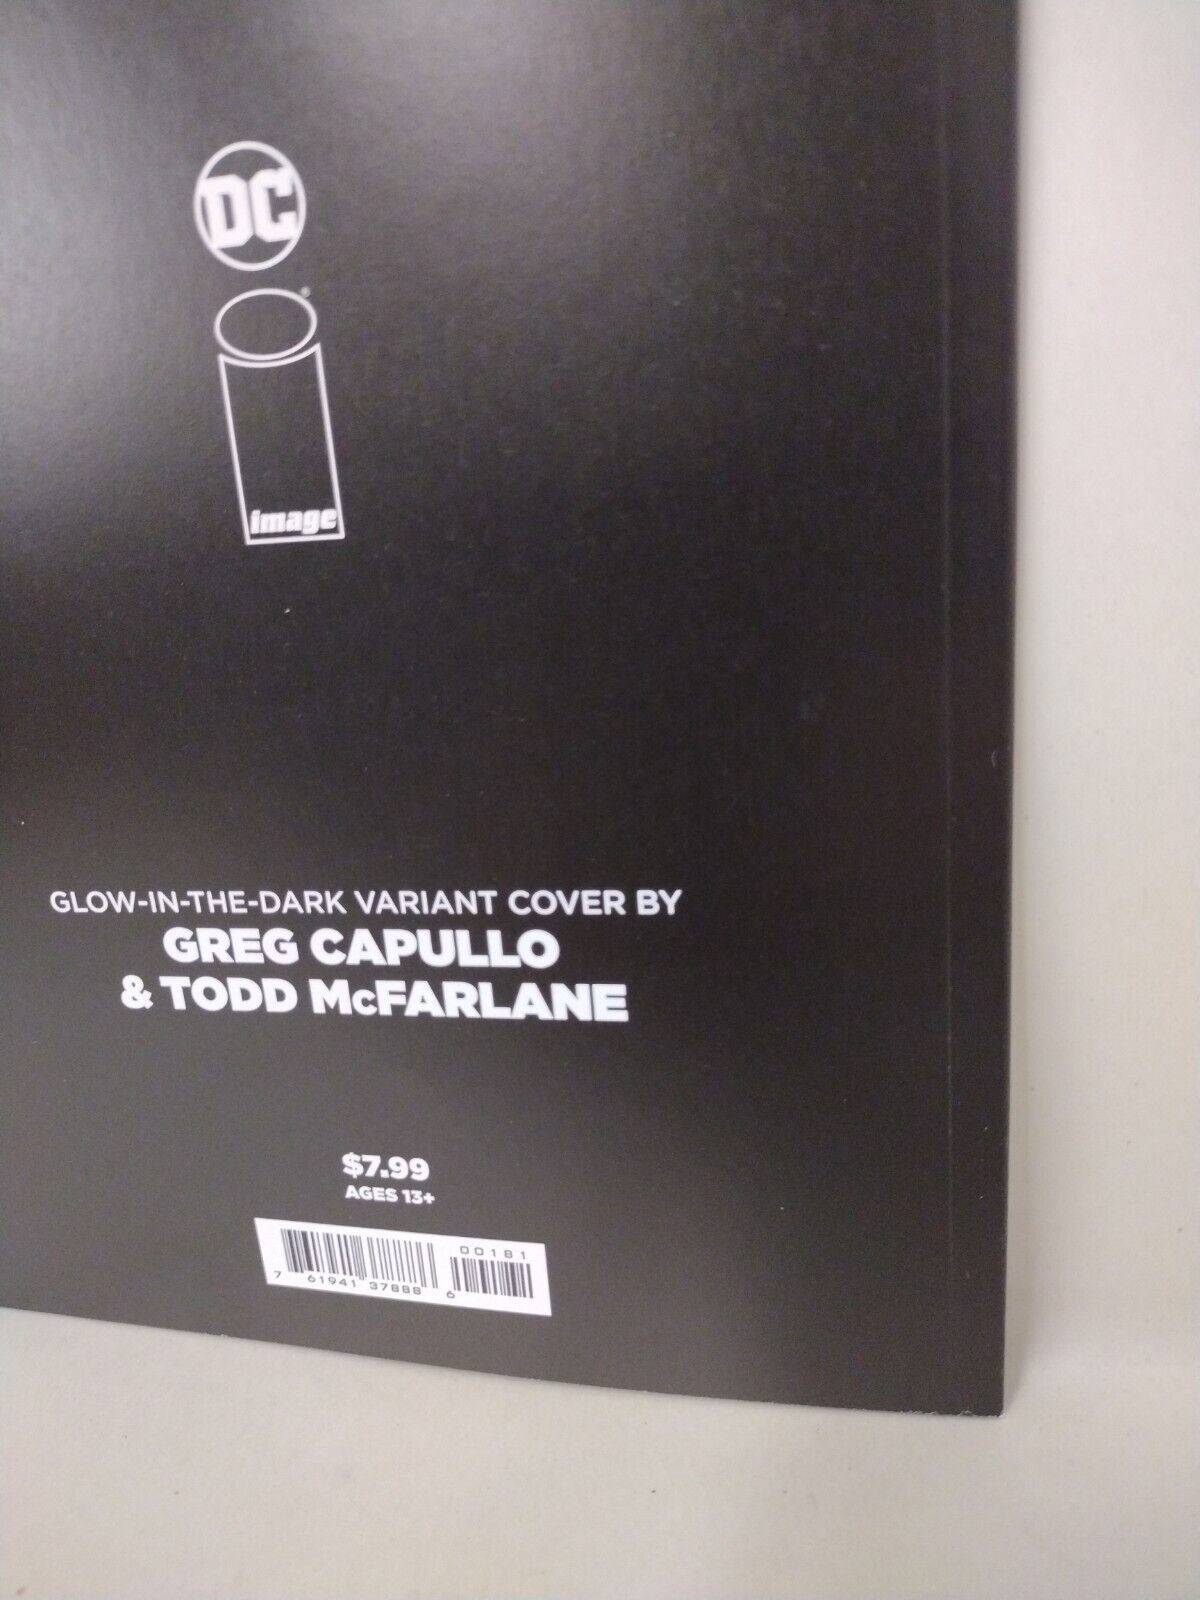 DC
image
GLOW-IN-THE-DARK VARIANT COVER BY
GREG CAPULLO
& TODD McFARLANE
$7.99
AGES 13+
00181
7 61941 37888 6